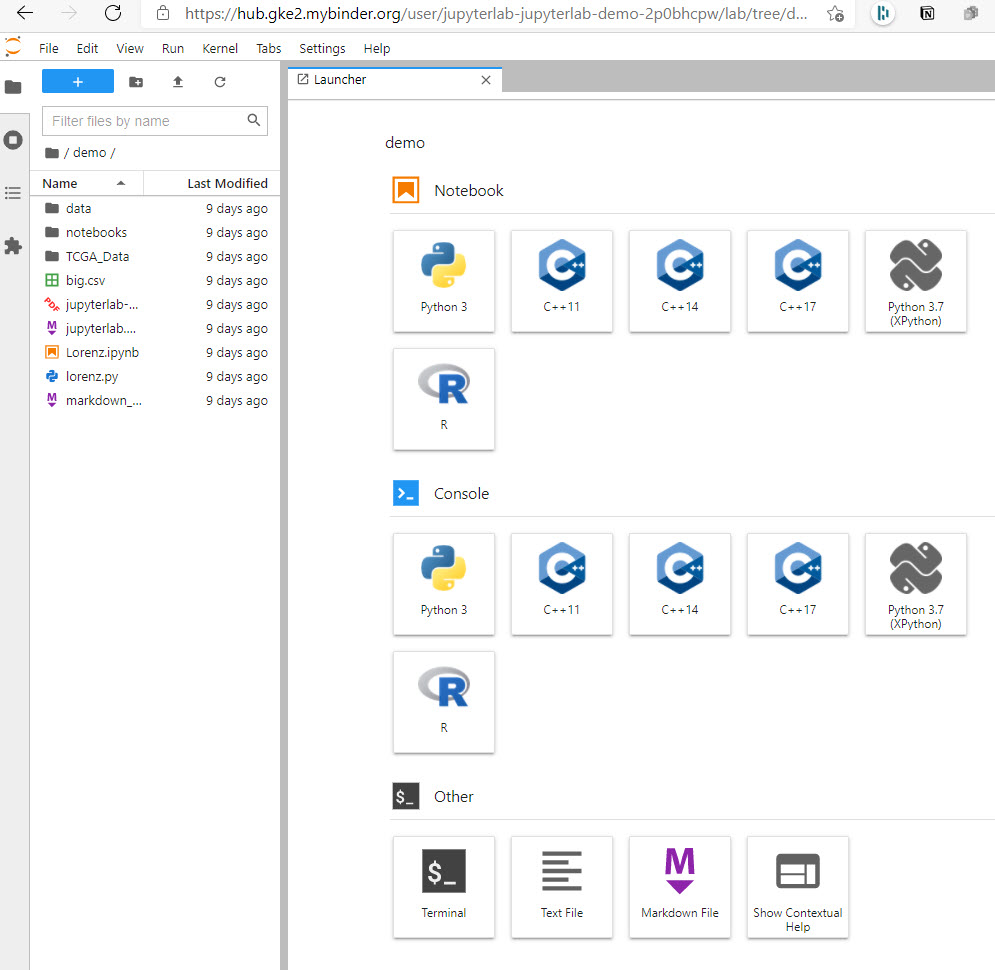 https://hub.gke2.mybinder.org/user/jupyterlab-jupyterlab-demo-2p0bhcpw/lab/tree/d...
File Edit View Run Kernel Tabs Settings Help
Launcher
Filter files by name
/ demo /
Name Last Modified
data 9 days ago
notebooks 9 days ago
TCGA_Data 9 days ago
big.csv 9 days ago
jupyterlab-... 9 days ago
jupyterlab.... 9 days ago
Lorenz.ipynb 9 days ago
lorenz.py 9 days ago
markdown_... 9 days ago
demo
Notebook
Python 3
C++11
C++14
C++17
Python 3.7
(XPython)
R
Console
Python 3
C++11
C++14
C++17
Python 3.7
(XPython)
R
$_ Other
$_
Terminal
Text File
M
Markdown File
Show Contextual
Help